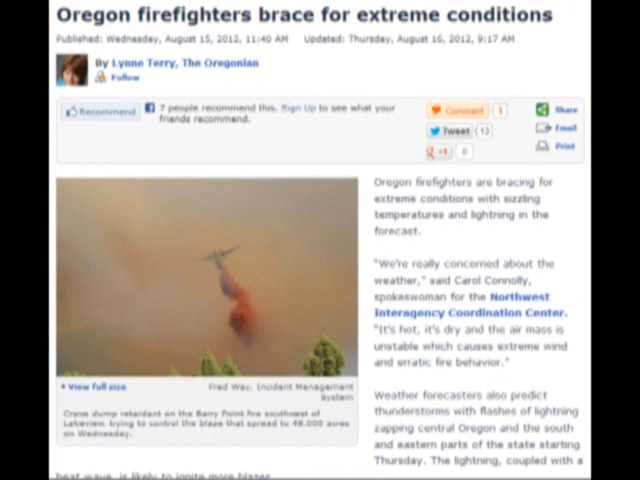 Oregon firefighters brace for extreme conditions
Published: Wednesday, August 15, 2012, 11:40 AM Updated: Thursday, August 16, 2012, 9:17 AM
By Lynne Terry, The Oregonian
Follow
Recommend
7 people recommend this. Sign Up to see what your
friends recommend.
Comment 1
Tweet 13
+1 0
Share
Email
Print
Oregon firefighters are bracing for
extreme conditions with sizzling
temperatures and lightning in the
forecast.
"We're really concerned about the
weather," said Carol Connolly,
spokeswoman for the Northwest
Interagency Coordination Center.
"It's hot, it's dry and the air mass is
unstable which causes extreme wind
and erratic fire behavior."
View full size
Fred Way, Incident Management
System
Crews dump retardant on the Barry Point fire southwest of
Lakeview, trying to control the blaze that spread to 48,000 acres
on Wednesday.
Weather forecasters also predict
thunderstorms with flashes of lightning
zapping central Oregon and the south
and eastern parts of the state starting
Thursday. The lightning, coupled with a
heat wave, is likely to ignite more blazes.